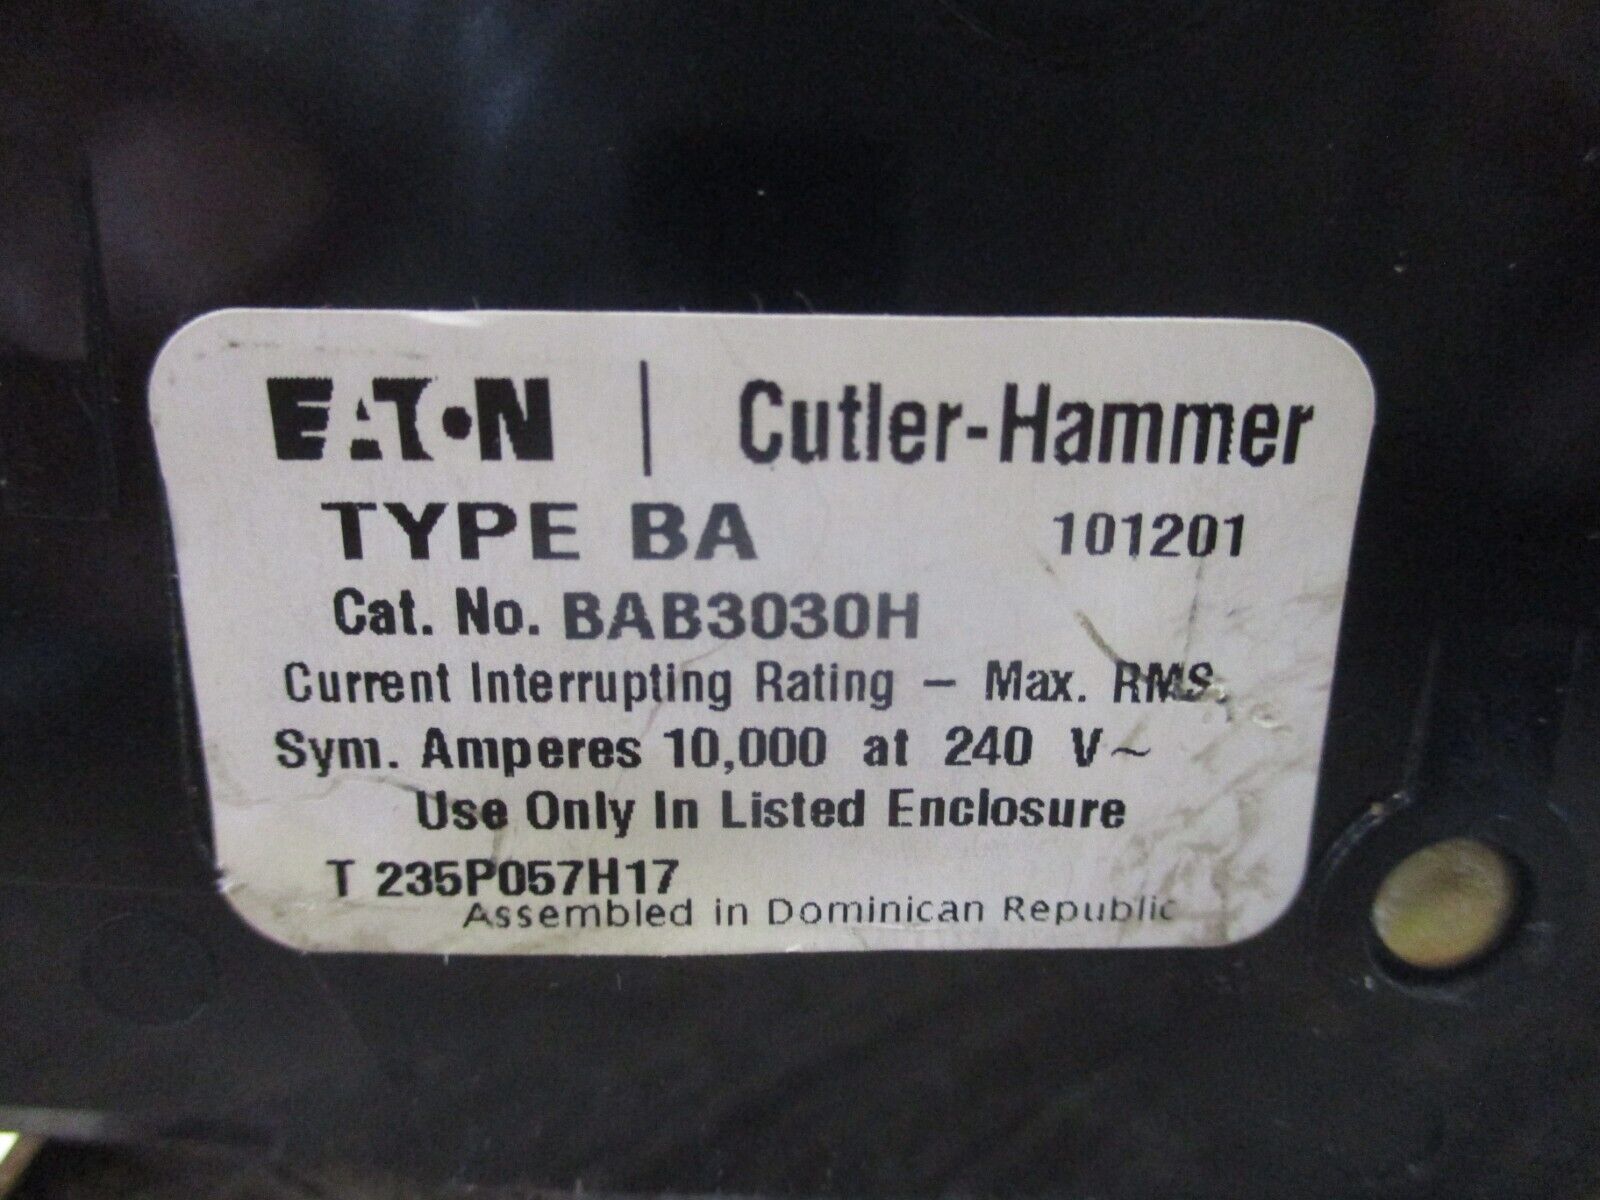 EATON | Cutler-Hammer
TYPE BA 101201
Cat. No. BAB3030H
Current Interrupting Rating – Max. RMS.
Sym. Amperes 10,000 at 240 V~
Use Only In Listed Enclosure
T 235P057H17
Assembled in Dominican Republic